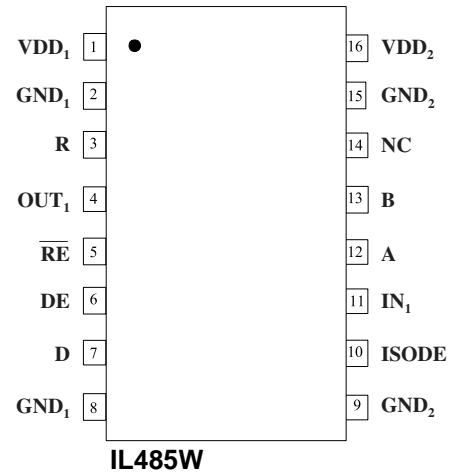 VDD₁ 1 16 VDD₂
GND₁ 2 15 GND₂
R 3 14 NC
OUT₁ 4 13 B
R̅E̅ 5 12 A
DE 6 11 IN₁
D 7 10 ISODE
GND₁ 8 9 GND₂
IL485W